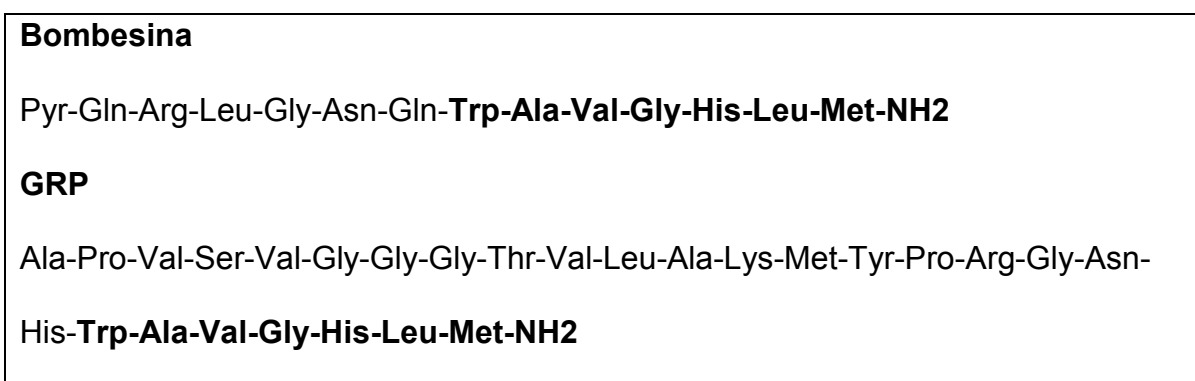 Bombesina
Pyr-Gln-Arg-Leu-Gly-Asn-Gln-Trp-Ala-Val-Gly-His-Leu-Met-NH2
GRP
Ala-Pro-Val-Ser-Val-Gly-Gly-Gly-Thr-Val-Leu-Ala-Lys-Met-Tyr-Pro-Arg-Gly-Asn-
His-Trp-Ala-Val-Gly-His-Leu-Met-NH2